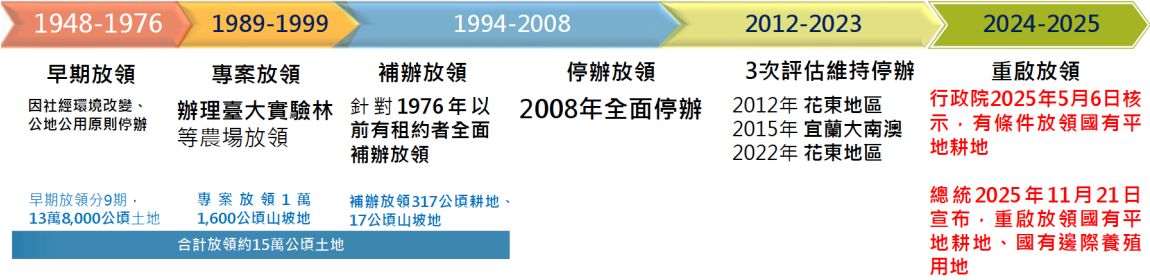 1948-1976
1989-1999
1994-2008
2012-2023
2024-2025
早期放領
因社經環境改變、
公地公用原則停辦
專案放領
辦理臺大實驗林
等農場放領
補辦放領
針對1976年以
前有租約者全面
補辦放領
停辦放領
2008年全面停辦
3次評估維持停辦
2012年 花東地區
2015年 宜蘭大南澳
2022年 花東地區
重啟放領
行政院2025年5月6日核
示，有條件放領國有平
地耕地
早期放領分9期，
13萬8,000公頃土地
專案放領1萬
1,600公頃山坡地
補辦放領317公頃耕地、
17公頃山坡地
合計放領約15萬公頃土地
總統2025年11月21日
宣布，重啟放領國有平
地耕地、國有邊際養殖
用地